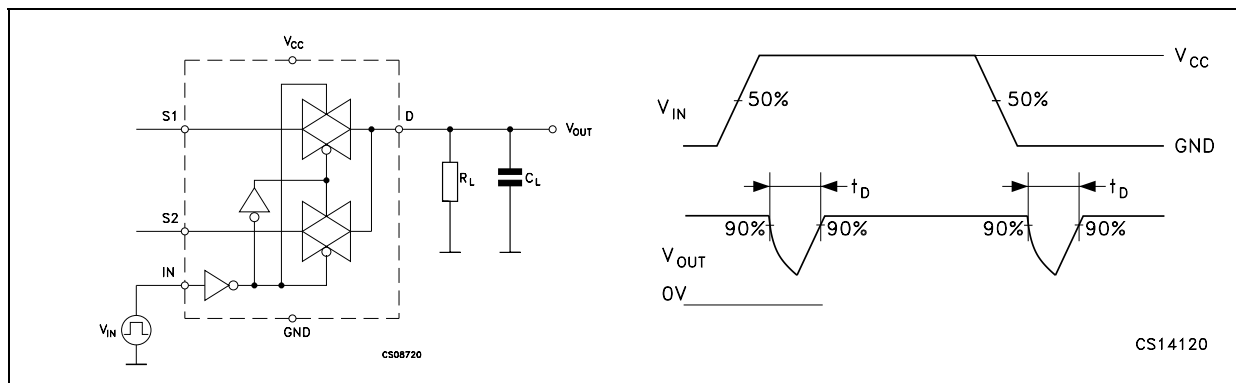 VCC
S1
D
VOUT
RL
CL
S2
IN
VIN
GND
CS08720
VCC
50%
50%
VIN
GND
tD
tD
90%
90%
90%
90%
VOUT
0V
CS14120